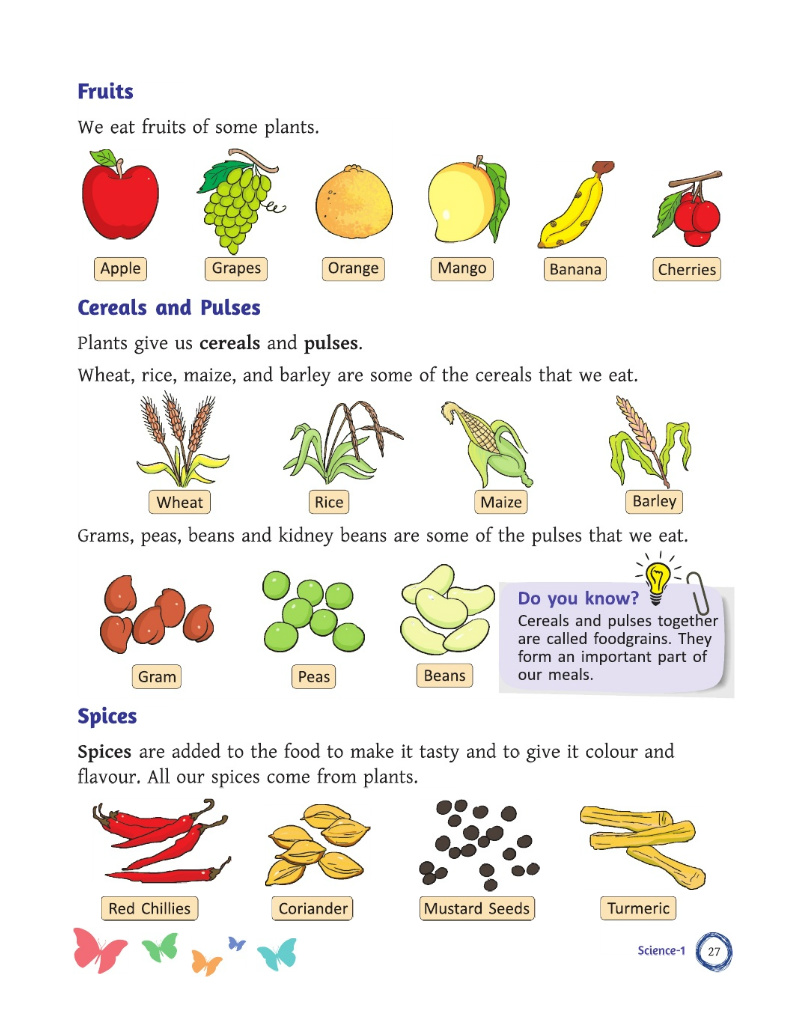 Fruits
We eat fruits of some plants.
Apple
Grapes
Orange
Mango
Banana
Cherries
Cereals and Pulses
Plants give us cereals and pulses.
Wheat, rice, maize, and barley are some of the cereals that we eat.
Wheat
Rice
Maize
Barley
Grams, peas, beans and kidney beans are some of the pulses that we eat.
Gram
Peas
Beans
Do you know?
Cereals and pulses together
are called foodgrains. They
form an important part of
our meals.
Spices
Spices are added to the food to make it tasty and to give it colour and
flavour. All our spices come from plants.
Red Chillies
Coriander
Mustard Seeds
Turmeric
Science-1
27